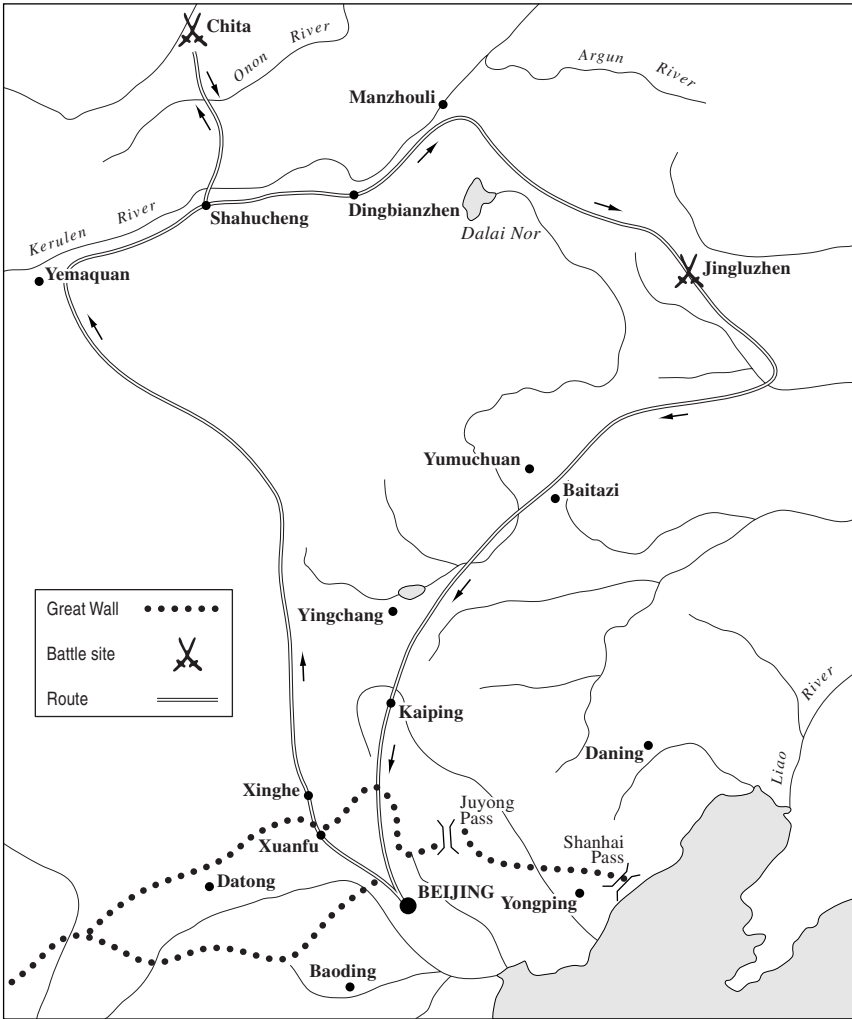 Chita
Onon River
Argun River
Manzhouli
Dingbianzhen
Shahucheng
Kerulen River
Dalai Nor
Jingluzhen
Yemaquan
Yumuchuan
Baitazi
Yingchang
Great Wall
Battle site
Route
Kaiping
Daning
Liao River
Xinghe
Juyong
Pass
Xuanfu
Shanhai
Pass
Datong
BEIJING
Yongping
Baoding